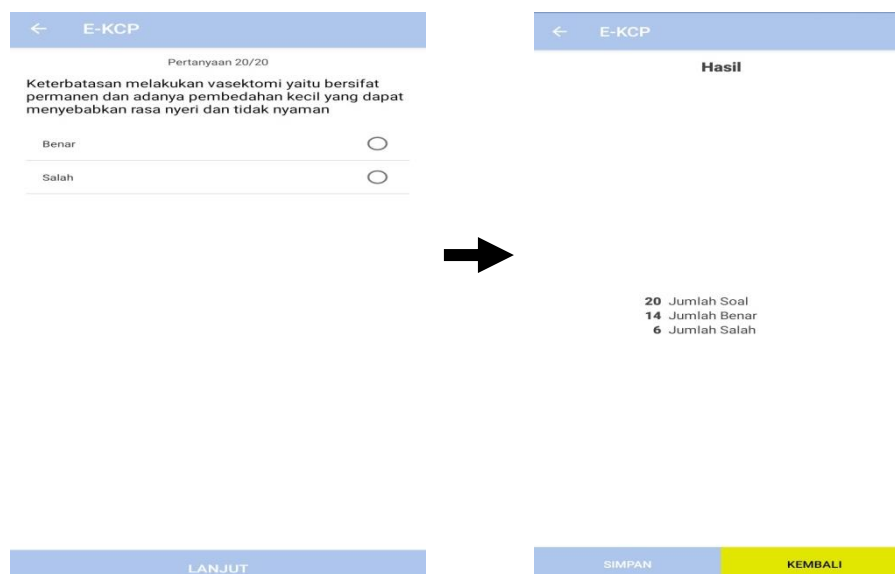 E-KCP
Pertanyaan 20/20
Keterbatasan melakukan vasektomi yaitu bersifat
permanen dan adanya pembedahan kecil yang dapat
menyebabkan rasa nyeri dan tidak nyaman
Benar
Salah
LANJUT
E-KCP
Hasil
20 Jumlah Soal
14 Jumlah Benar
6 Jumlah Salah
SIMPAN
KEMBALI